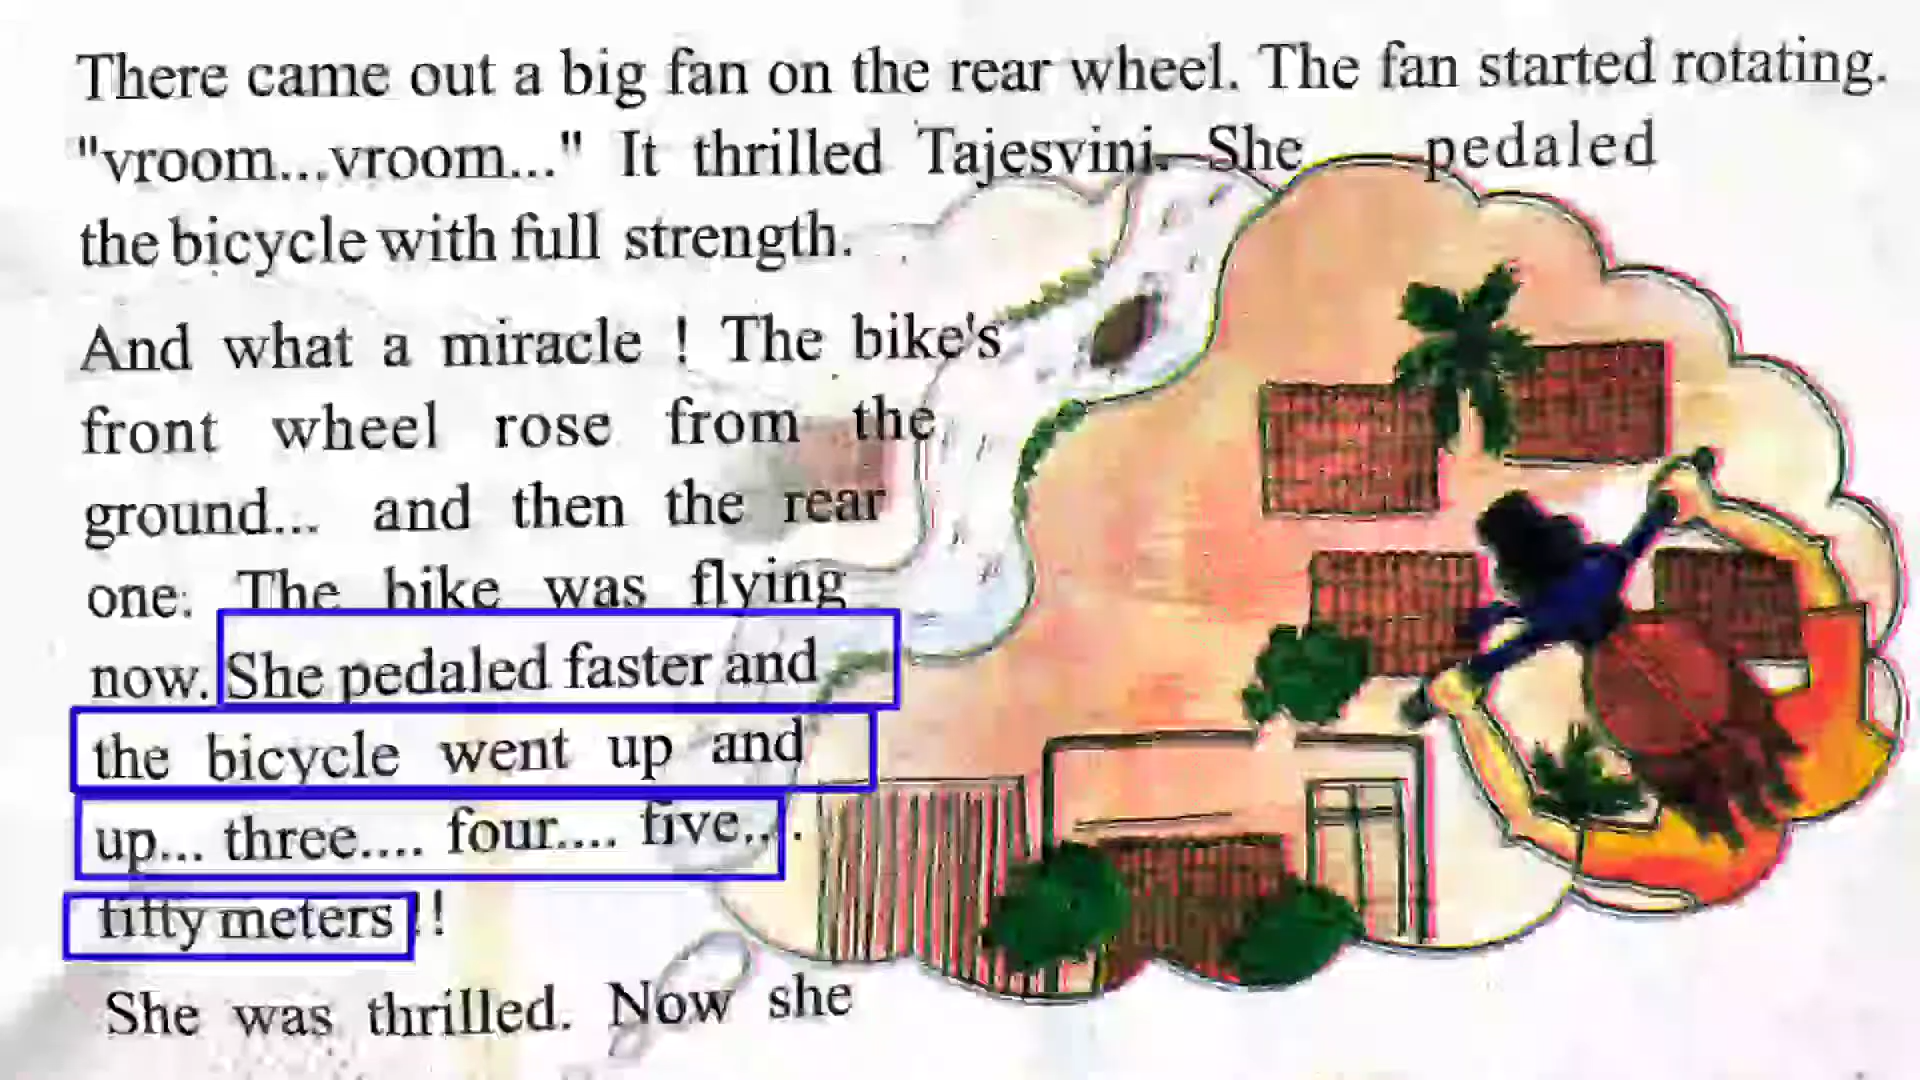 There came out a big fan on the rear wheel. The fan started rotating.
"vroom...vroom..." It thrilled Tajesvini. She pedaled
the bicycle with full strength.
And what a miracle ! The bike's
front wheel rose from the
ground... and then the rear
one. The bike was flying
now. She pedaled faster and
the bicycle went up and
up... three.... four.... five....
fifty meters !!
She was thrilled. Now she